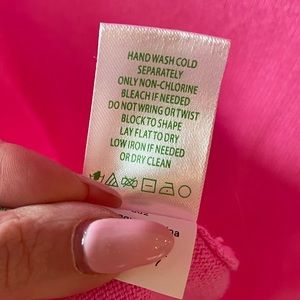 HAND WASH COLD
SEPARATELY
ONLY NON-CHLORINE
BLEACH IF NEEDED
DO NOT WRING OR TWIST
BLOCK TO SHAPE
LAY FLAT TO DRY
LOW IRON IF NEEDED
OR DRY CLEAN